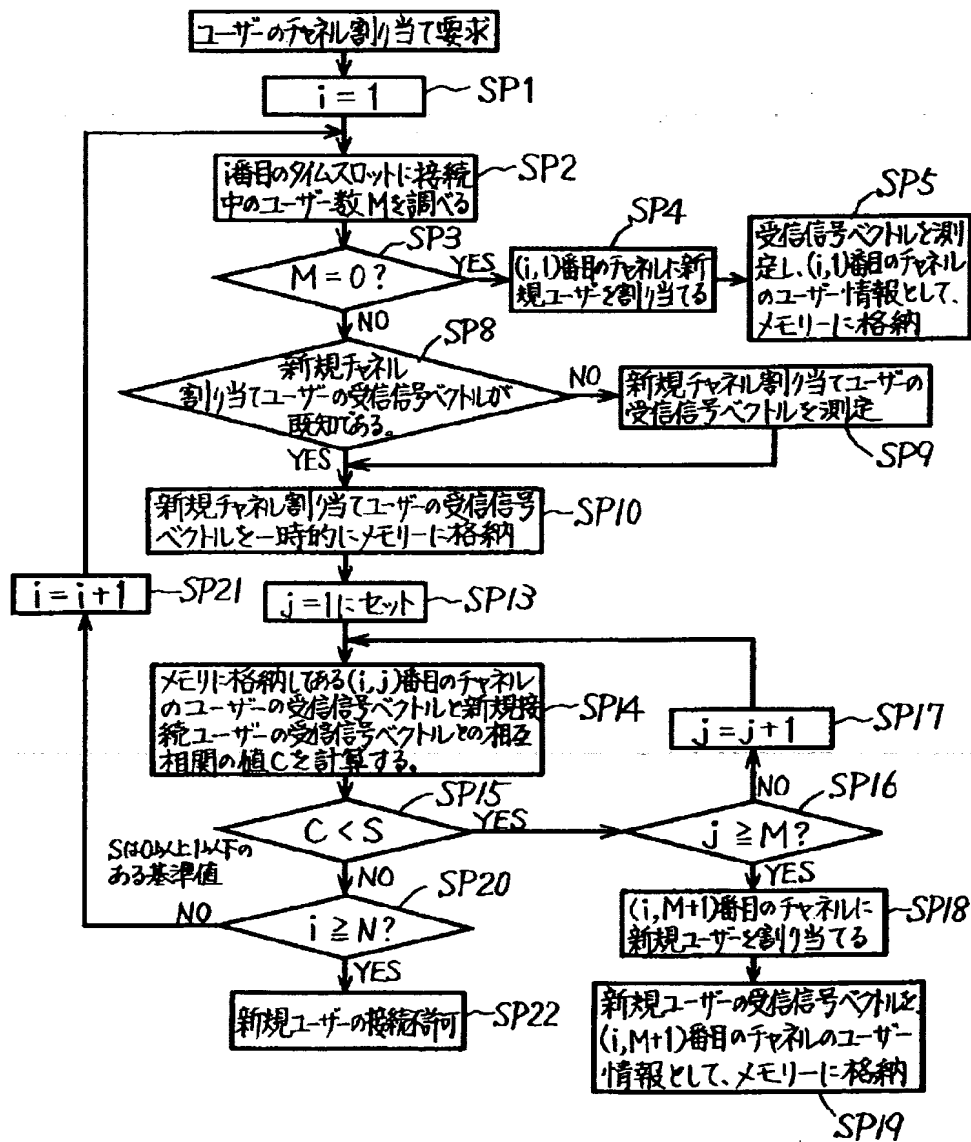 ユーザーのチャネル割り当て要求
i=1
SP1
i番目のタイムスロットに接続
中のユーザー数Mを調べる
SP2
M=0?
SP3
YES
NO
(i,1)番目のチャネルに新
規ユーザーを割り当てる
SP4
受信信号ベクトルを測
定し、(i,1)番目のチャネル
のユーザー情報として、
メモリーに格納
SP5
新規チャネル
割り当てユーザーの受信信号ベクトルが
既知である。
SP8
NO
YES
新規チャネル割り当てユーザーの
受信信号ベクトルを測定
SP9
新規チャネル割り当てユーザーの受信信号
ベクトルを一時的にメモリーに格納
SP10
i=i+1
SP21
j=1にセット
SP13
メモリに格納してある(i,j)番目のチャネル
のユーザーの受信信号ベクトルと新規接
続ユーザーの受信信号ベクトルとの相互
相関の値Cを計算する。
SP14
j=j+1
SP17
C<S
SP15
YES
NO
Sは0以上1以下の
ある基準値
j≧M?
SP16
NO
YES
i≧N?
SP20
NO
YES
(i,M+1)番目のチャネルに
新規ユーザーを割り当てる
SP18
新規ユーザーの接続不許可
SP22
新規ユーザーの受信信号ベクトルを、
(i,M+1)番目のチャネルのユーザー
情報として、メモリーに格納
SP19